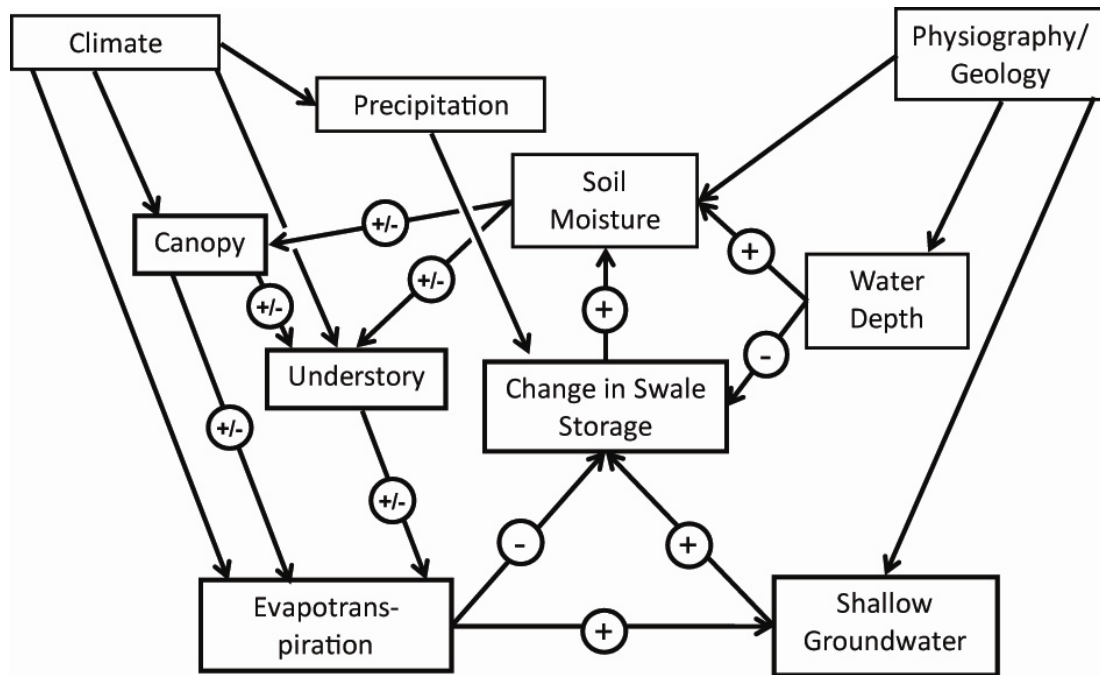 Climate
Physiography/
Geology
Precipitation
Soil
Moisture
+/-
Canopy
+/-
+
Water
Depth
+/-
+
-
Understory
Change in Swale
Storage
+/-
+/-
-
+
Evapotrans-
piration
+
Shallow
Groundwater